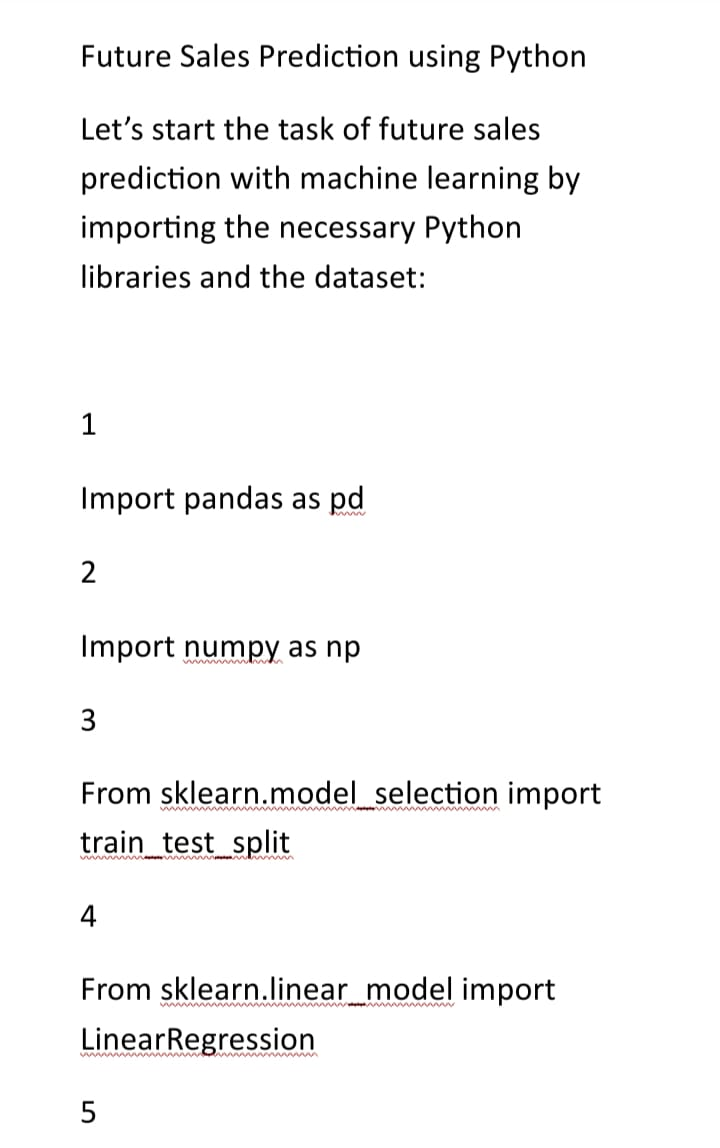 Future Sales Prediction using Python
Let’s start the task of future sales
prediction with machine learning by
importing the necessary Python
libraries and the dataset:
1
Import pandas as pd
2
Import numpy as np
3
From sklearn.model_selection import
train_test_split
4
From sklearn.linear_model import
LinearRegression
5